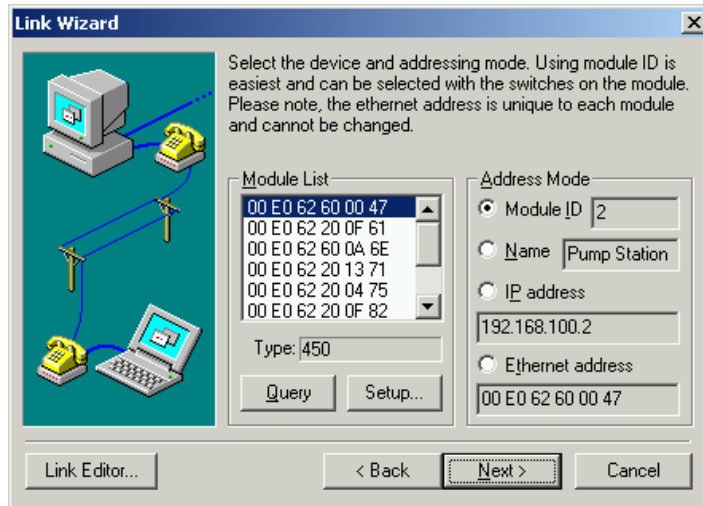 Link Wizard
Select the device and addressing mode. Using module ID is
easiest and can be selected with the switches on the module.
Please note, the ethernet address is unique to each module
and cannot be changed.
Module List
00 E0 62 60 00 47
00 E0 62 20 0F 61
00 E0 62 60 0A 6E
00 E0 62 20 13 71
00 E0 62 20 04 75
00 E0 62 20 0F 82
Type: 450
Query
Setup...
Address Mode
Module ID 2
Name Pump Station
IP address
192.168.100.2
Ethernet address
00 E0 62 60 00 47
Link Editor...
< Back
Next >
Cancel